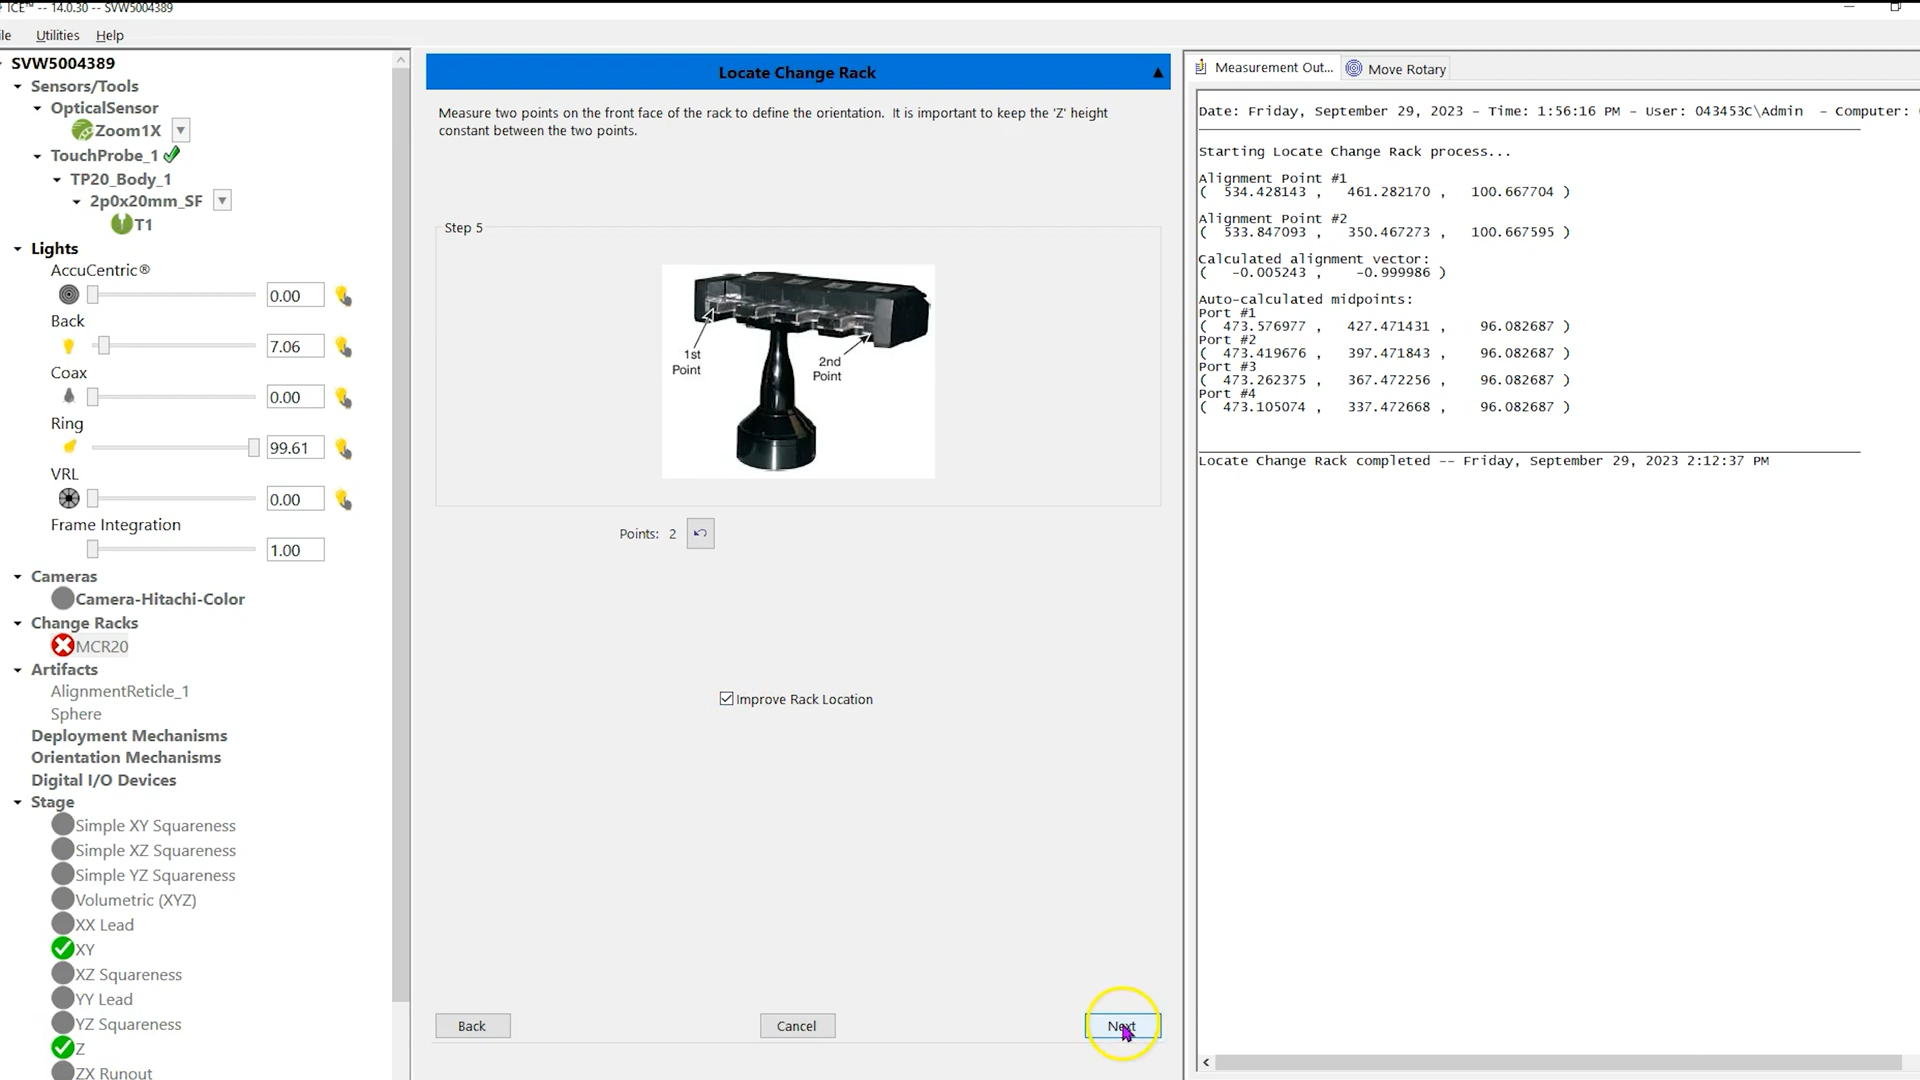 ICE™ -- 14.0.30 -- SVW5004389
ile Utilities Help
SVW5004389
Sensors/Tools
OpticalSensor
Zoom1X
TouchProbe_1
TP20_Body_1
2p0x20mm_SF
T1
Lights
AccuCentric®
0.00
Back
7.06
Coax
0.00
Ring
99.61
VRL
0.00
Frame Integration
1.00
Cameras
Camera-Hitachi-Color
Change Racks
MCR20
Artifacts
AlignmentReticle_1
Sphere
Deployment Mechanisms
Orientation Mechanisms
Digital I/O Devices
Stage
Simple XY Squareness
Simple XZ Squareness
Simple YZ Squareness
Volumetric (XYZ)
XX Lead
XY
XZ Squareness
YY Lead
YZ Squareness
Z
ZX Runout
Locate Change Rack
Measure two points on the front face of the rack to define the orientation. It is important to keep the 'Z' height
constant between the two points.
Step 5
1st
Point
2nd
Point
Points: 2
Improve Rack Location
Back Cancel Next
Measurement Out... Move Rotary
Date: Friday, September 29, 2023 - Time: 1:56:16 PM - User: 043453C\Admin - Computer:
Starting Locate Change Rack process...
Alignment Point #1
( 534.428143 , 461.282170 , 100.667704 )
Alignment Point #2
( 533.847093 , 350.467273 , 100.667595 )
Calculated alignment vector:
( -0.005243 , -0.999986 )
Auto-calculated midpoints:
Port #1
( 473.576977 , 427.471431 , 96.082687 )
Port #2
( 473.419676 , 397.471843 , 96.082687 )
Port #3
( 473.262375 , 367.472256 , 96.082687 )
Port #4
( 473.105074 , 337.472668 , 96.082687 )
Locate Change Rack completed -- Friday, September 29, 2023 2:12:37 PM